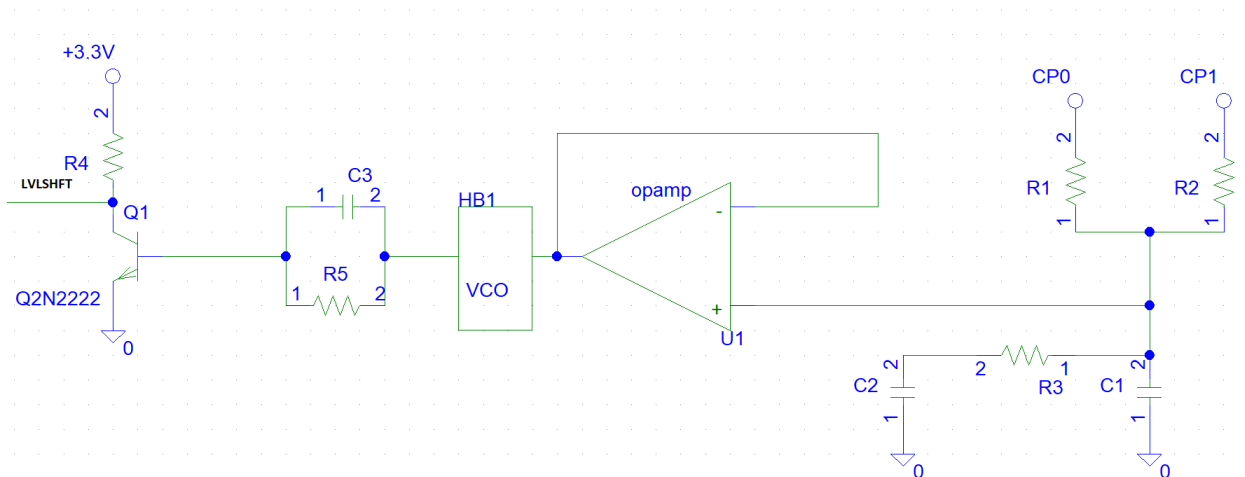 +3.3V
2
R4
LVLSHFT
Q1
Q2N2222
0
C3
1
2
R5
1
2
HB1
VCO
opamp
-
+
U1
CP0
2
R1
1
CP1
2
R2
1
2
C2
1
0
2
R3
1
2
C1
1
0